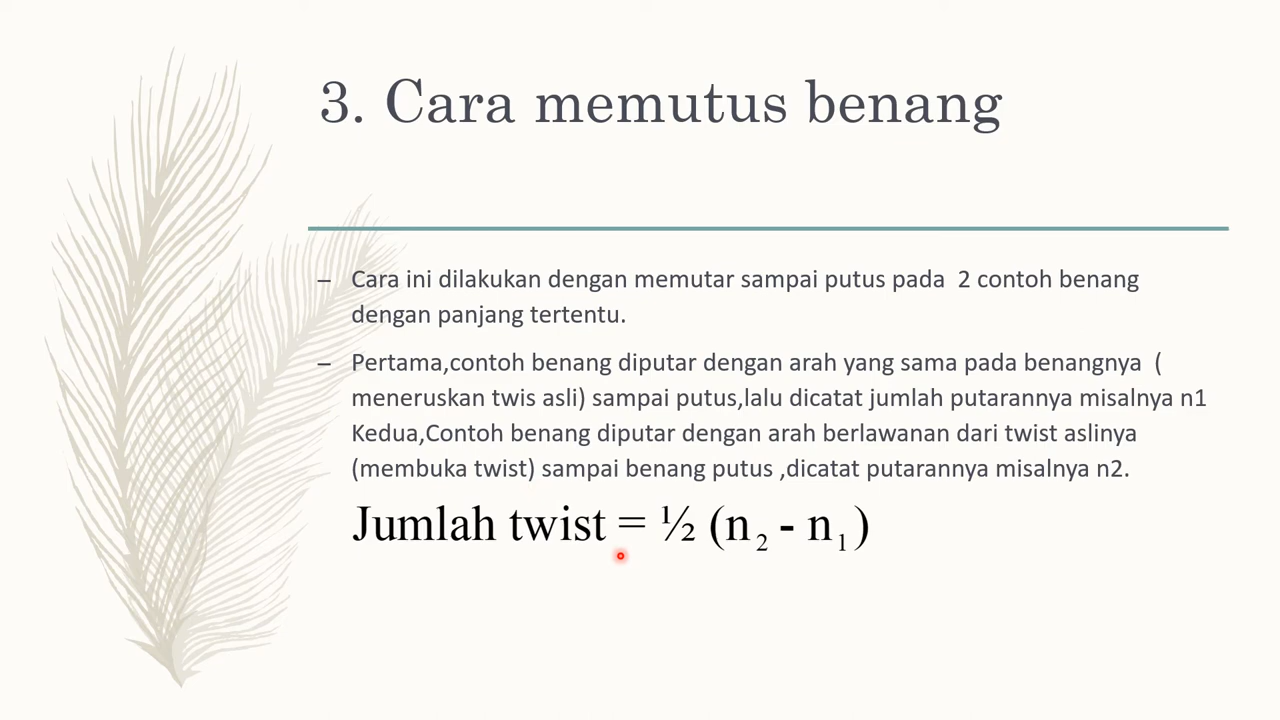 3. Cara memutus benang
– Cara ini dilakukan dengan memutar sampai putus pada  2 contoh benang
dengan panjang tertentu.
– Pertama,contoh benang diputar dengan arah yang sama pada benangnya  (
meneruskan twis asli) sampai putus,lalu dicatat jumlah putarannya misalnya n1
Kedua,Contoh benang diputar dengan arah berlawanan dari twist aslinya
(membuka twist) sampai benang putus ,dicatat putarannya misalnya n2.
Jumlah twist = ½ (n₂ - n₁)